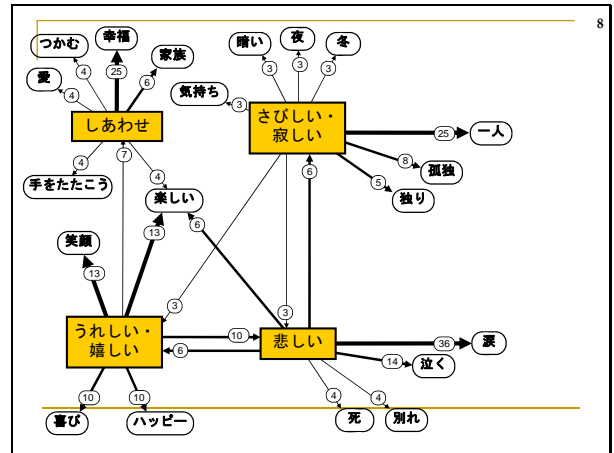 8
つかむ
幸福
家族
愛
4
25
6
4
しあわせ
7
4
4
手をたたこう
楽しい
暗い
夜
冬
3
3
3
気持ち
3
さびしい・
寂しい
25
一人
8
孤独
5
独り
6
6
笑顔
13
13
3
3
うれしい・
嬉しい
10
6
悲しい
36
涙
14
泣く
10
10
喜び
ハッピー
4
4
死
別れ